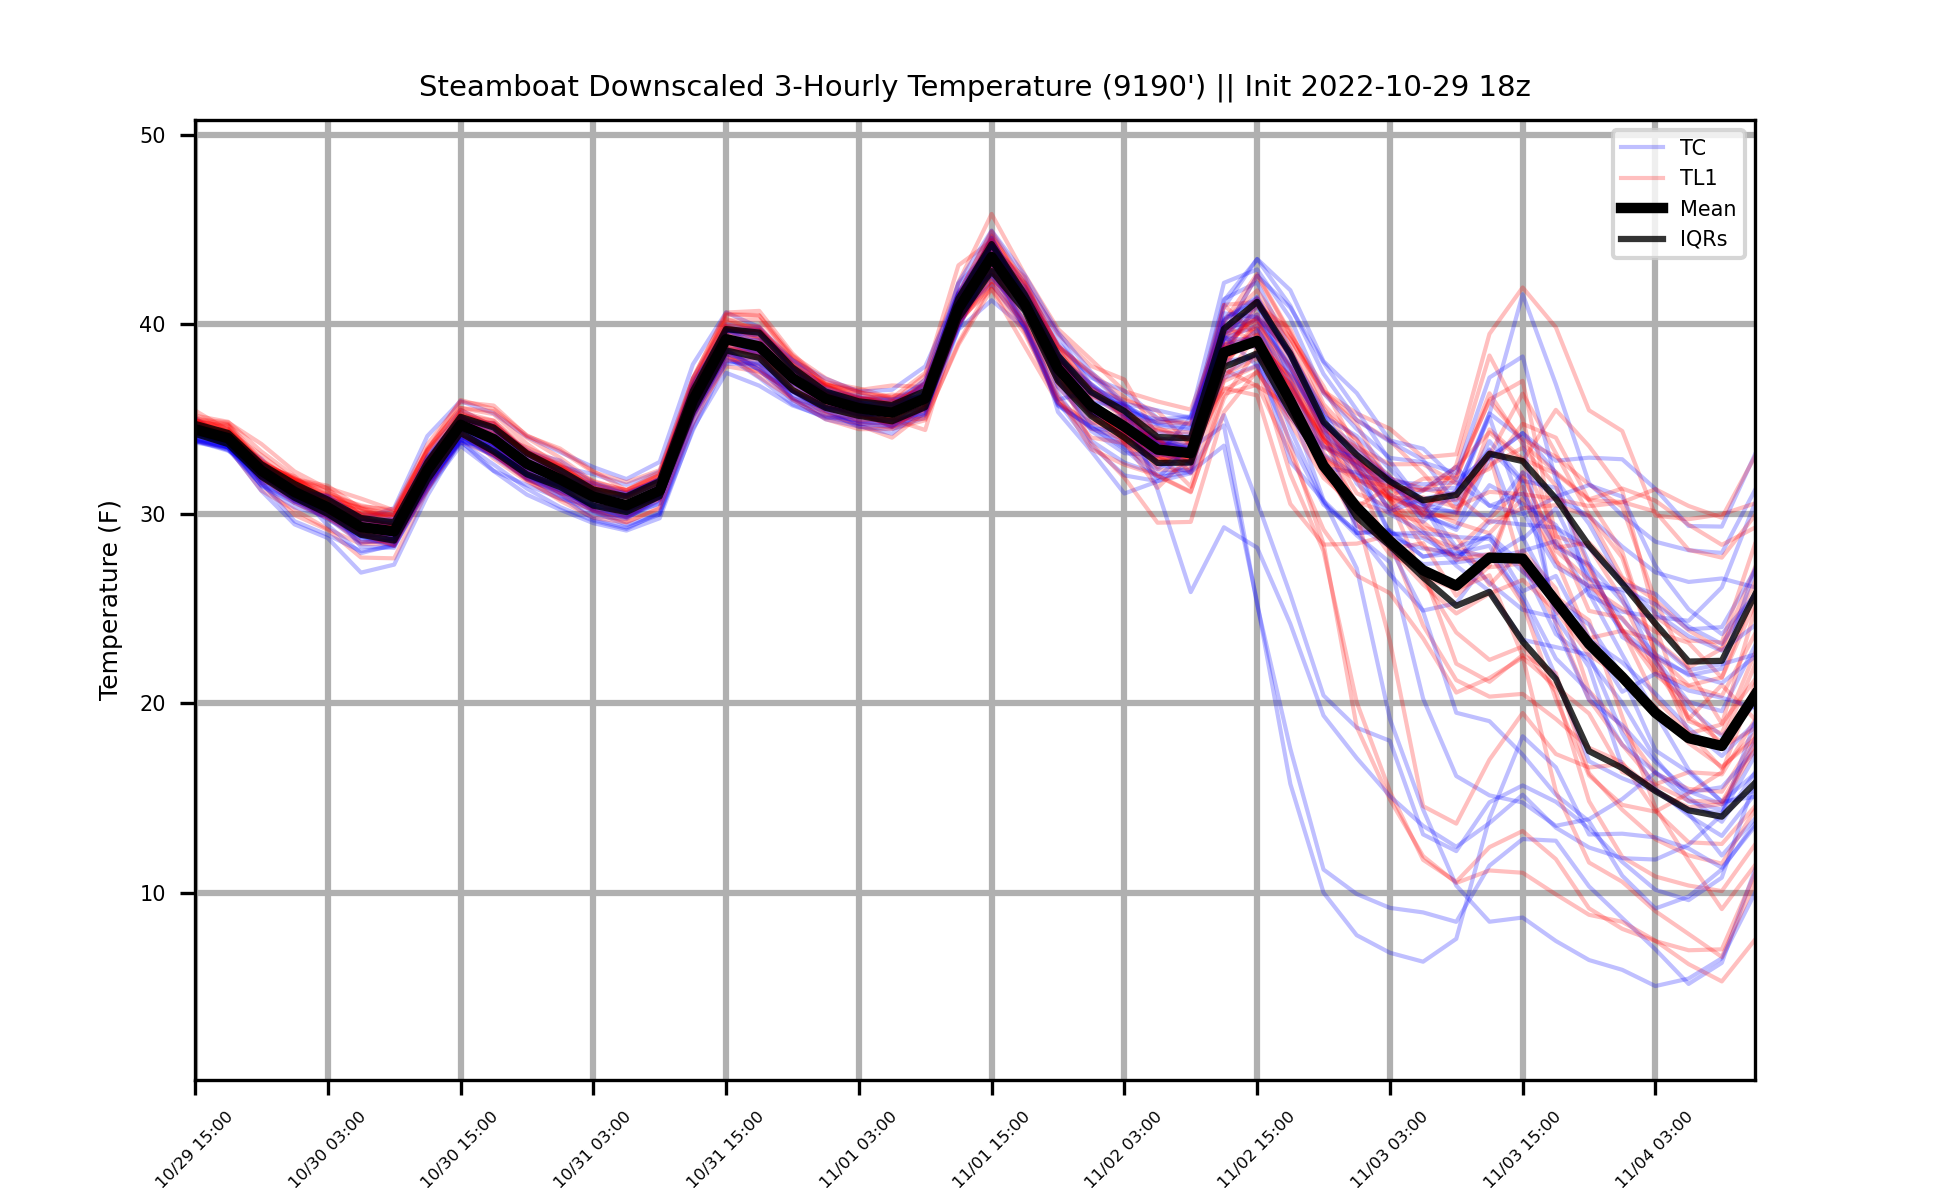 Steamboat Downscaled 3-Hourly Temperature (9190') || Init 2022-10-29 18z
50
40
30
20
10
Temperature (F)
TC
TL1
Mean
IQRs
10/29 15:00
10/30 03:00
10/30 15:00
10/31 03:00
10/31 15:00
11/01 03:00
11/01 15:00
11/02 03:00
11/02 15:00
11/03 03:00
11/03 15:00
11/04 03:00